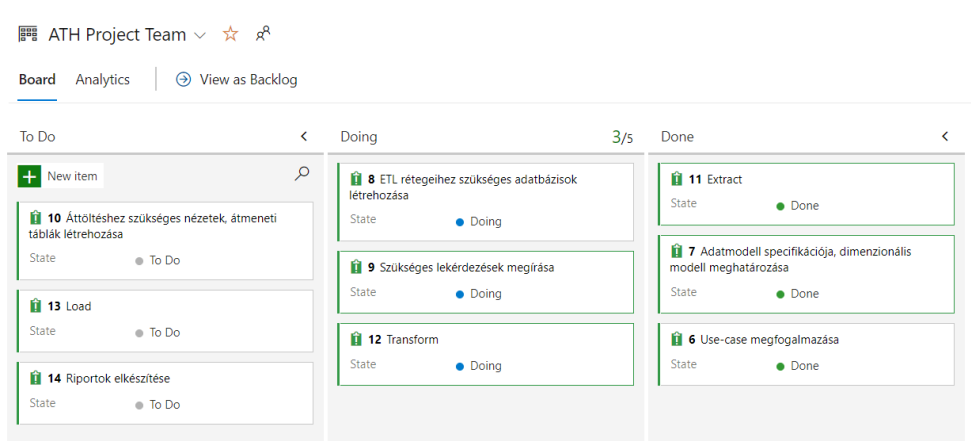 ATH Project Team
Board Analytics View as Backlog
To Do
New item
10 Áttöltéshez szükséges nézetek, átmeneti
táblák létrehozása
State To Do
13 Load
State To Do
14 Riportok elkészítése
State To Do
Doing 3/5
8 ETL rétegeihez szükséges adatbázisok
létrehozása
State Doing
9 Szükséges lekérdezések megírása
State Doing
12 Transform
State Doing
Done
11 Extract
State Done
7 Adatmodell specifikációja, dimenzionális
modell meghatározása
State Done
6 Use-case megfogalmazása
State Done